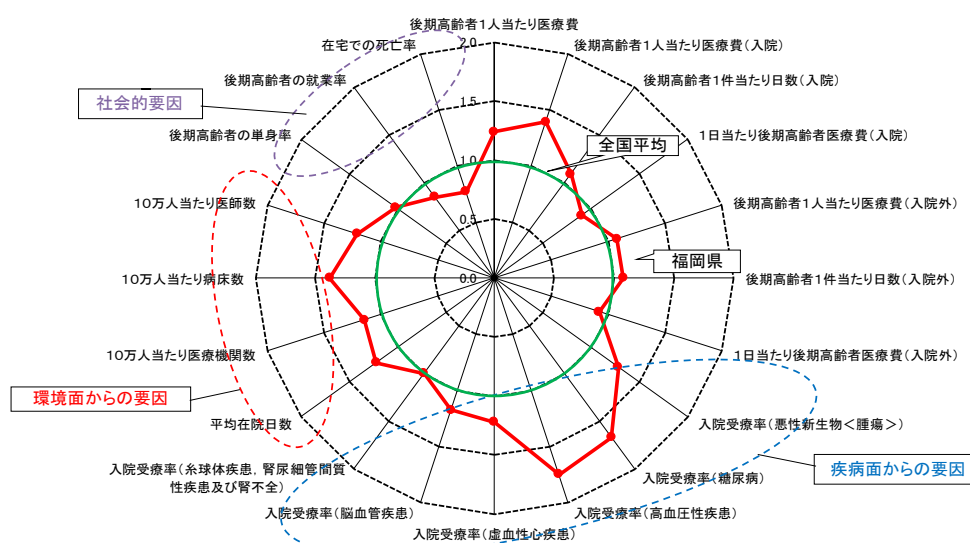 後期高齢者1人当たり医療費
在宅での死亡率
2.0
後期高齢者1人当たり医療費（入院）
後期高齢者の就業率
後期高齢者1件当たり日数（入院）
社会的要因
1.5
後期高齢者の単身率
全国平均
1日当たり後期高齢者医療費（入院）
1.0
10万人当たり医師数
0.5
後期高齢者1人当たり医療費（入院外）
福岡県
10万人当たり病床数
0.0
後期高齢者1件当たり日数（入院外）
10万人当たり医療機関数
1日当たり後期高齢者医療費（入院外）
環境面からの要因
平均在院日数
入院受療率（悪性新生物＜腫瘍＞）
疾病面からの要因
入院受療率（糸球体疾患，腎尿細管間質
性疾患及び腎不全）
入院受療率（糖尿病）
入院受療率（脳血管疾患）
入院受療率（高血圧性疾患）
入院受療率（虚血性心疾患）